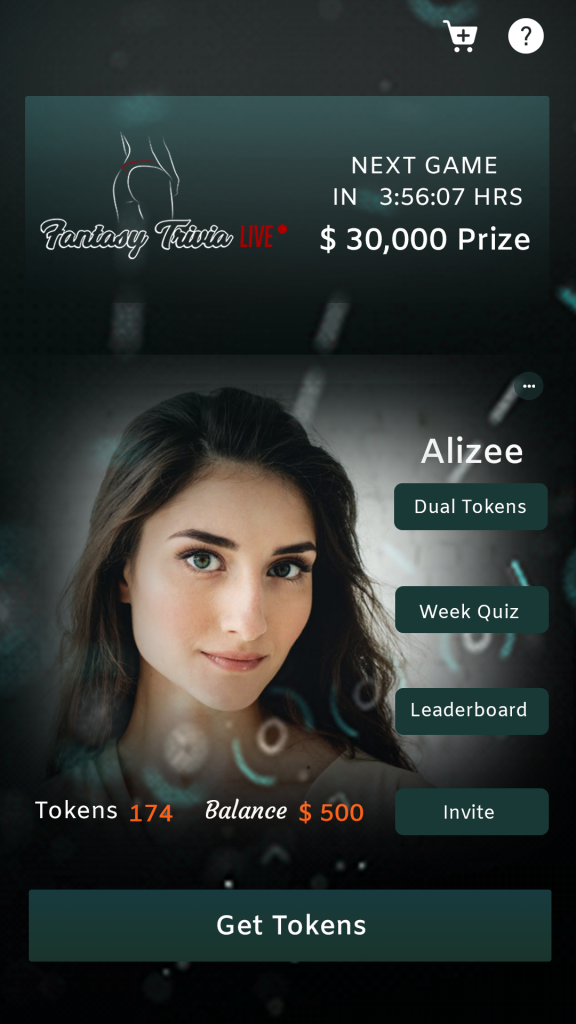 ?
NEXT GAME
IN 3:56:07 HRS
Fantasy Trivia LIVE
$ 30,000 Prize
Alizee
Dual Tokens
Week Quiz
Leaderboard
Tokens 174 Balance $ 500
Invite
Get Tokens